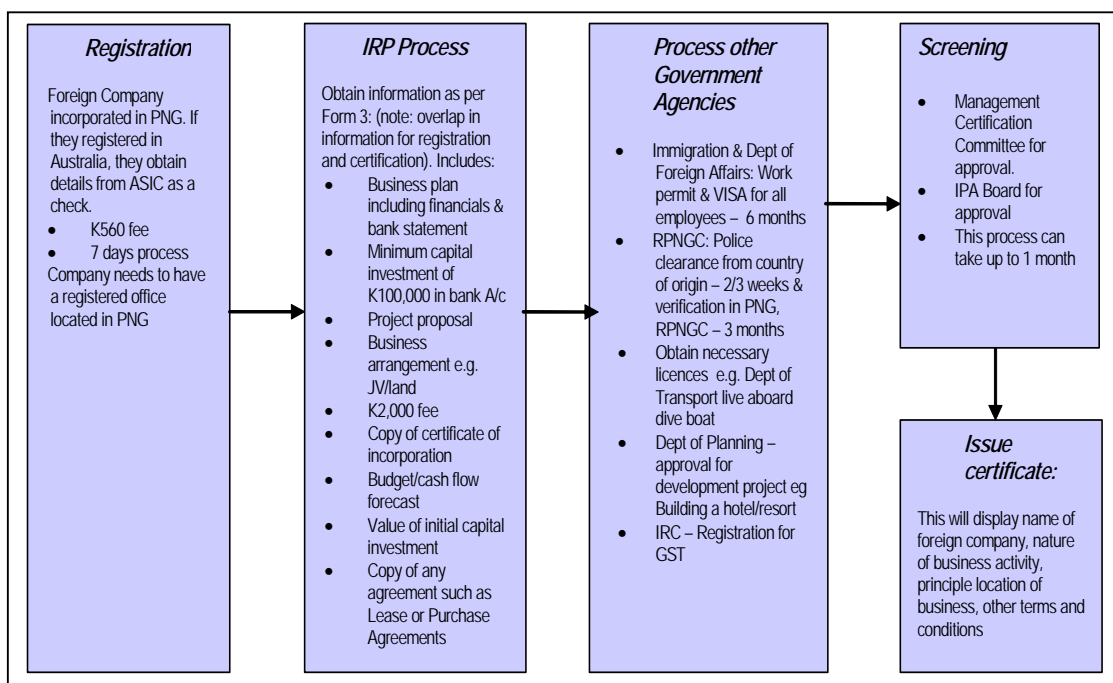 Registration
Foreign Company
incorporated in PNG. If
they registered in
Australia, they obtain
details from ASIC as a
check.
• K560 fee
• 7 days process
Company needs to have
a registered office
located in PNG
IRP Process
Obtain information as per
Form 3: (note: overlap in
information for registration
and certification). Includes:
• Business plan
including financials &
bank statement
• Minimum capital
investment of
K100,000 in bank A/c
• Project proposal
• Business
arrangement e.g.
JV/land
• K2,000 fee
• Copy of certificate of
incorporation
• Budget/cash flow
forecast
• Value of initial capital
investment
• Copy of any
agreement such as
Lease or Purchase
Agreements
Process other
Government
Agencies
• Immigration & Dept of
Foreign Affairs: Work
permit & VISA for all
employees – 6 months
• RPNGC: Police
clearance from country
of origin – 2/3 weeks &
verification in PNG,
RPNGC – 3 months
• Obtain necessary
licences e.g. Dept of
Transport live aboard
dive boat
• Dept of Planning –
approval for
development project eg
Building a hotel/resort
• IRC – Registration for
GST
Screening
• Management
Certification
Committee for
approval.
• IPA Board for
approval
• This process can
take up to 1 month
Issue
certificate:
This will display name of
foreign company, nature
of business activity,
principle location of
business, other terms and
conditions